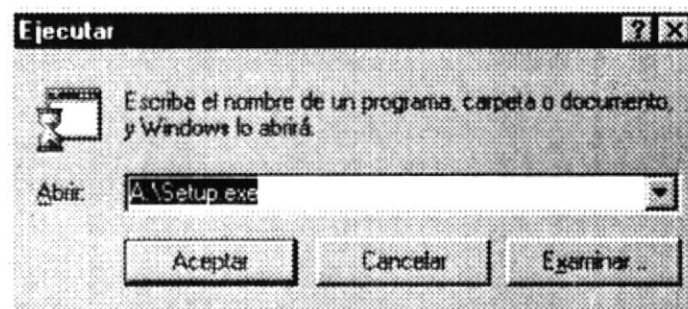 Ejecutar
Escriba el nombre de un programa, carpeta o documento,
y Windows lo abrirá.
Abrir:
A:\Setup.exe
Aceptar
Cancelar
Examinar...